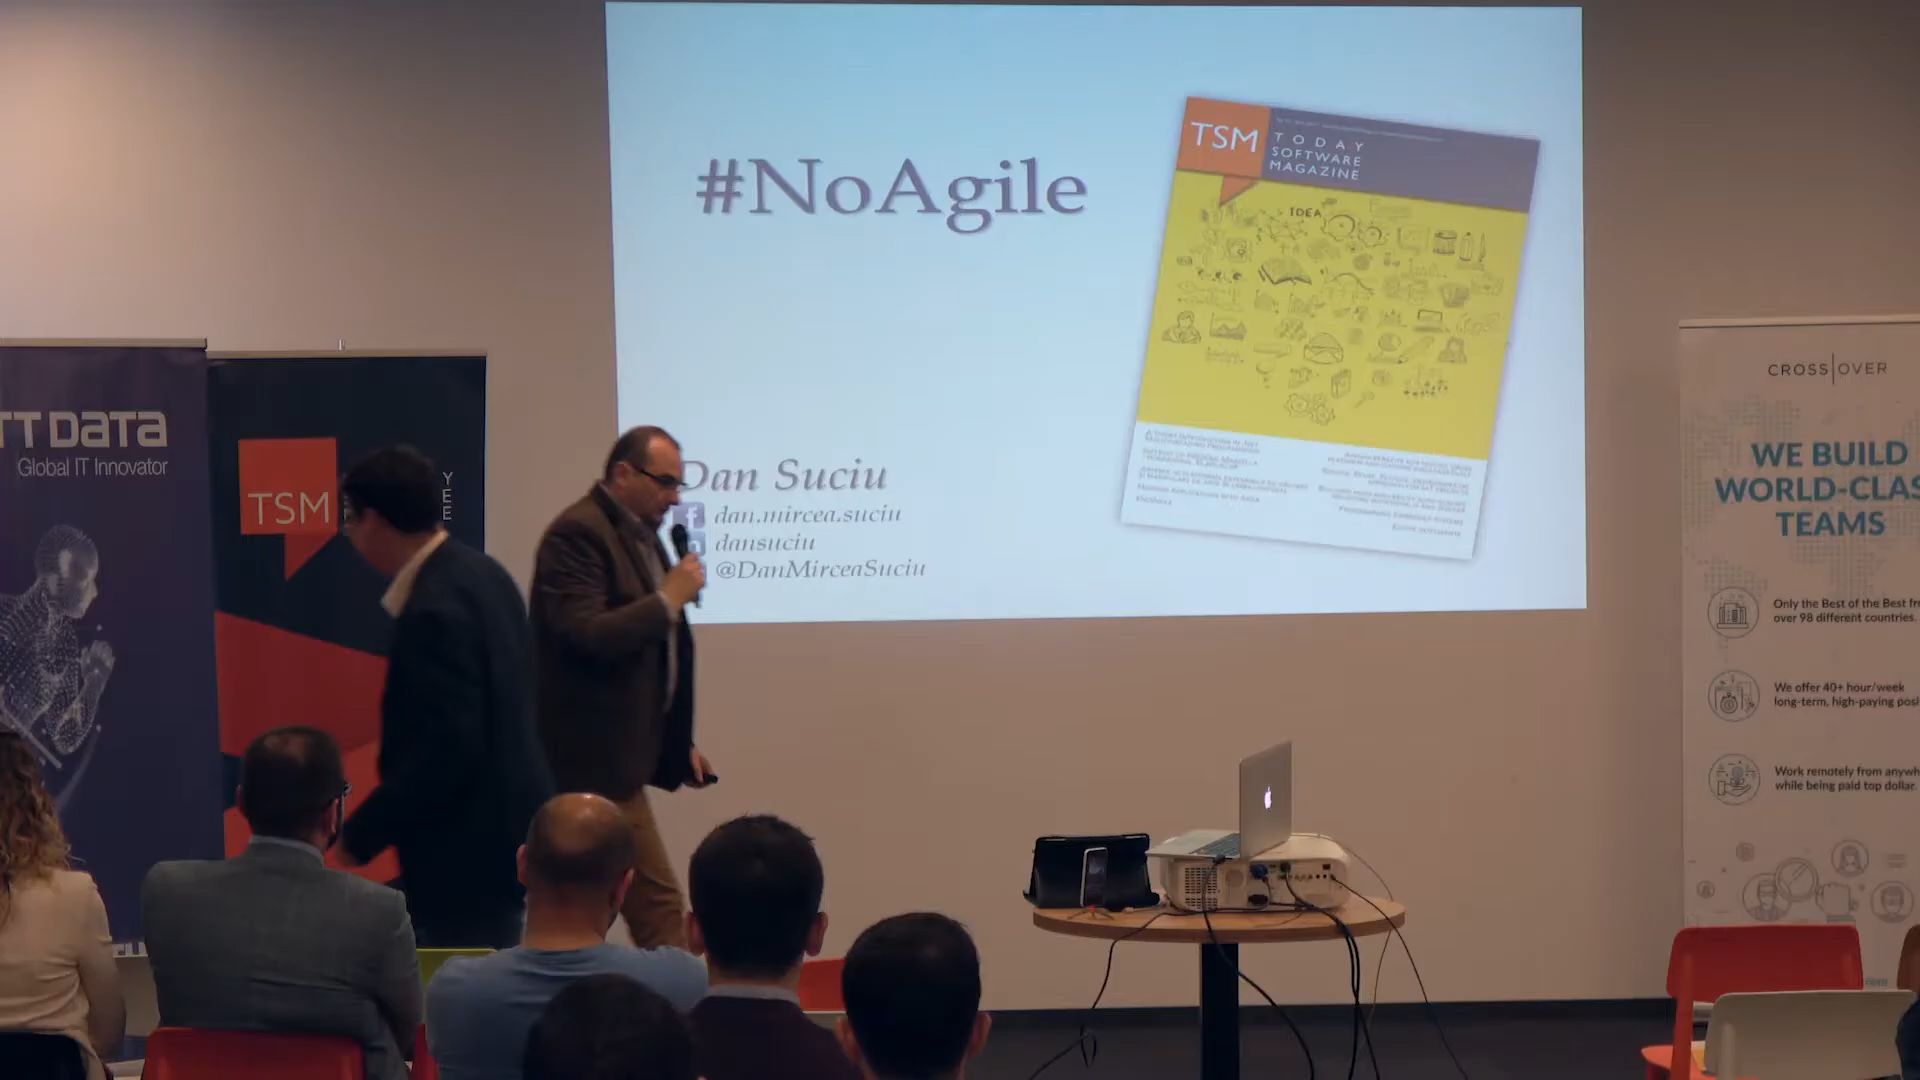 #NoAgile
TSM
TODAY
SOFTWARE
MAGAZINE
IDEA
Dan Suciu
dan.mircea.suciu
dansuciu
@DanMirceaSuciu
TT DATA
Global IT Innovator
TSM
Y
E
E
CROSS|OVER
WE BUILD
WORLD-CLAS
TEAMS
Only the Best of the Best fr
over 98 different countries.
We offer 40+ hour/week
long-term, high-paying posi
Work remotely from anywh
while being paid top dollar.